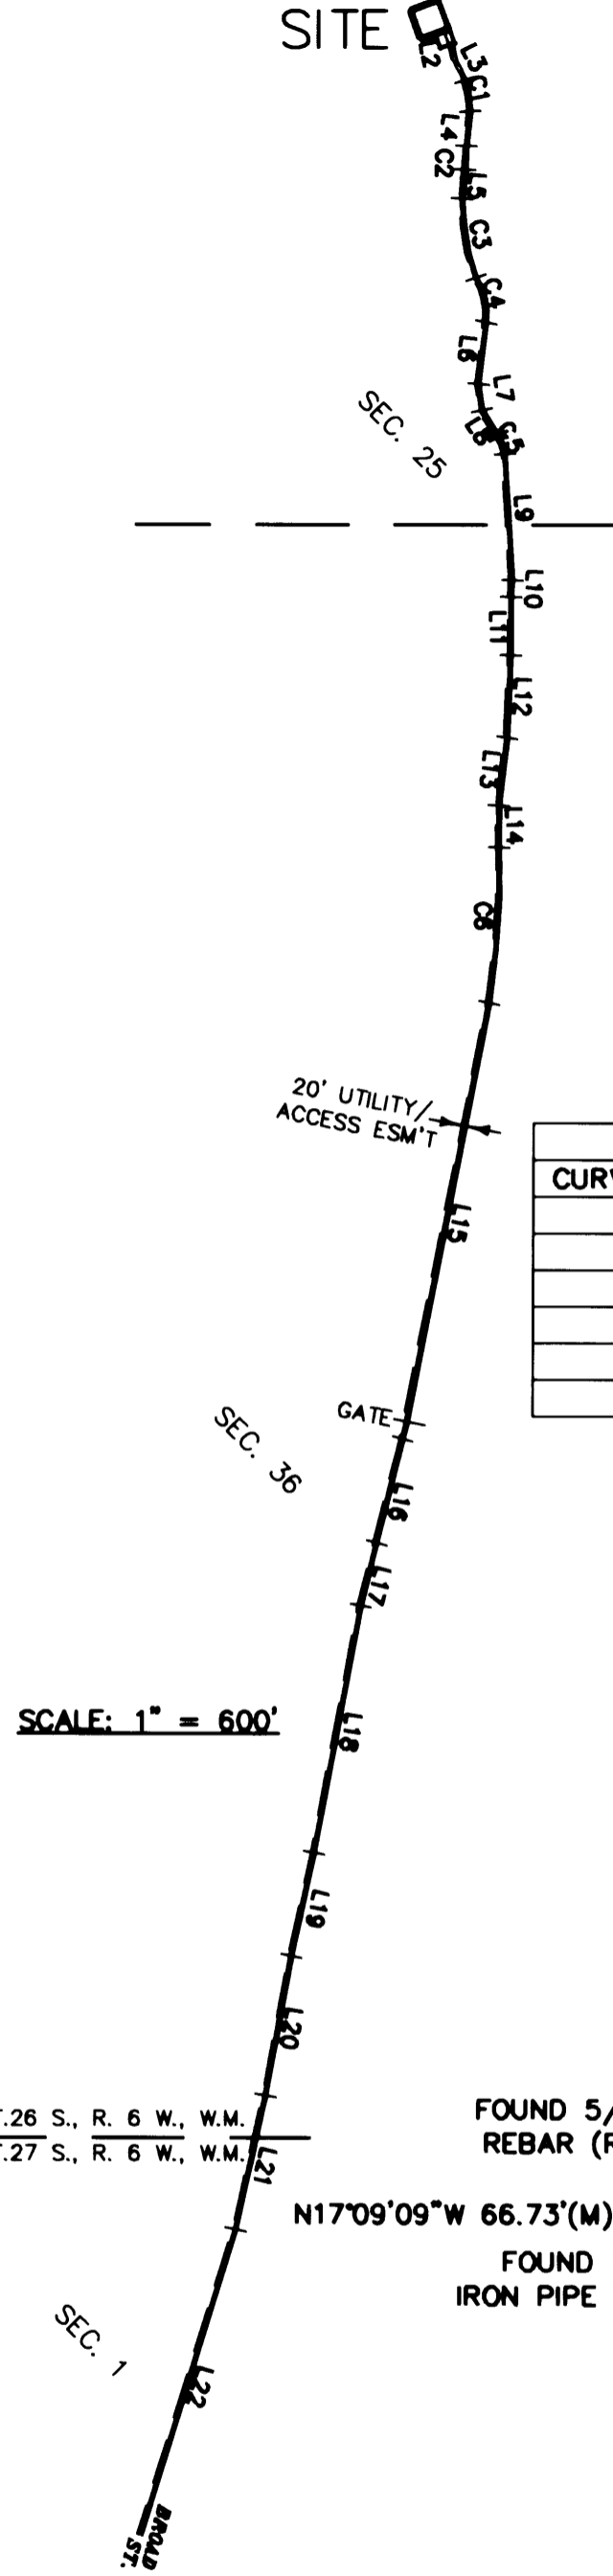 SITE
L2
L3
C1
L4
C2
L5
C3
C4
L6
L7
SEC. 25
L8
C5
L9
L10
L11
L12
L13
L14
C6
20' UTILITY/
ACCESS ESM'T
CURV
L15
GATE
SEC. 36
L16
L17
SCALE: 1" = 600'
L18
L19
L20
T.26 S., R. 6 W., W.M.
T.27 S., R. 6 W., W.M.
L21
FOUND 5/
REBAR (R
N17°09'09"W 66.73'(M)
FOUND
IRON PIPE
SEC. 1
L22
BROAD
ST.